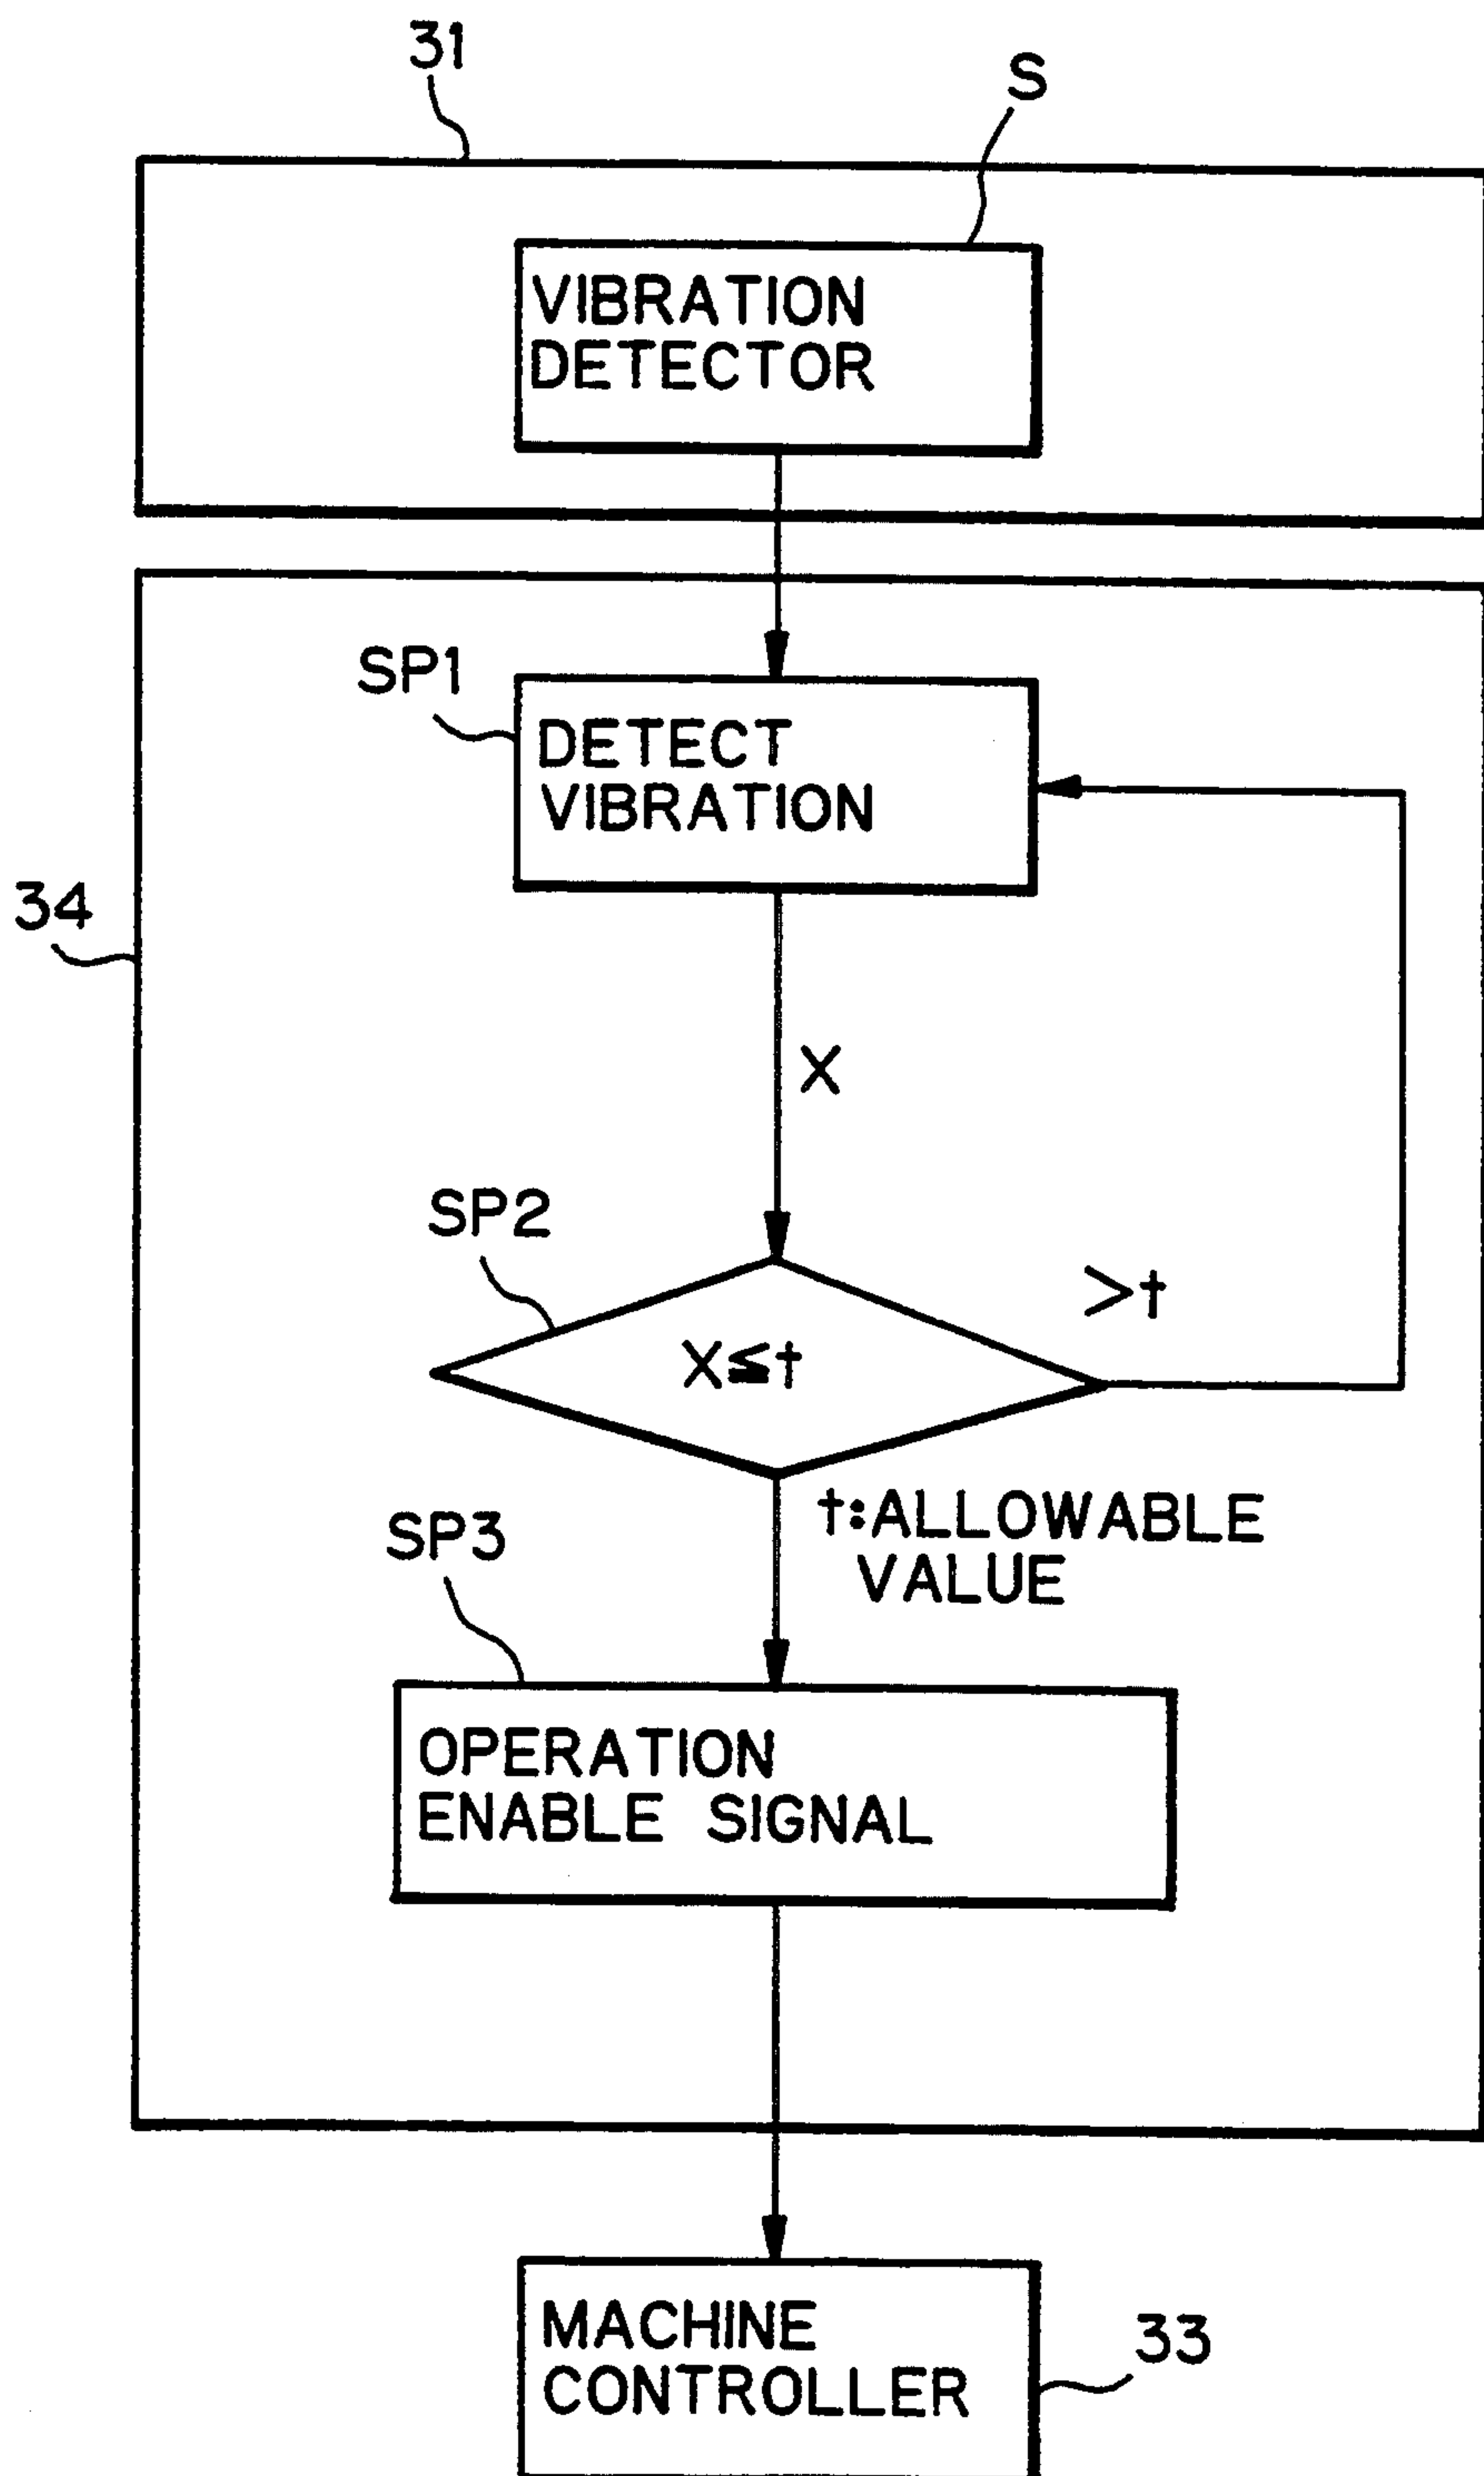 31
S
VIBRATION
DETECTOR
SP1
DETECT
VIBRATION
34
X
SP2
>t
X≦t
t:ALLOWABLE
VALUE
SP3
OPERATION
ENABLE SIGNAL
MACHINE
CONTROLLER
33